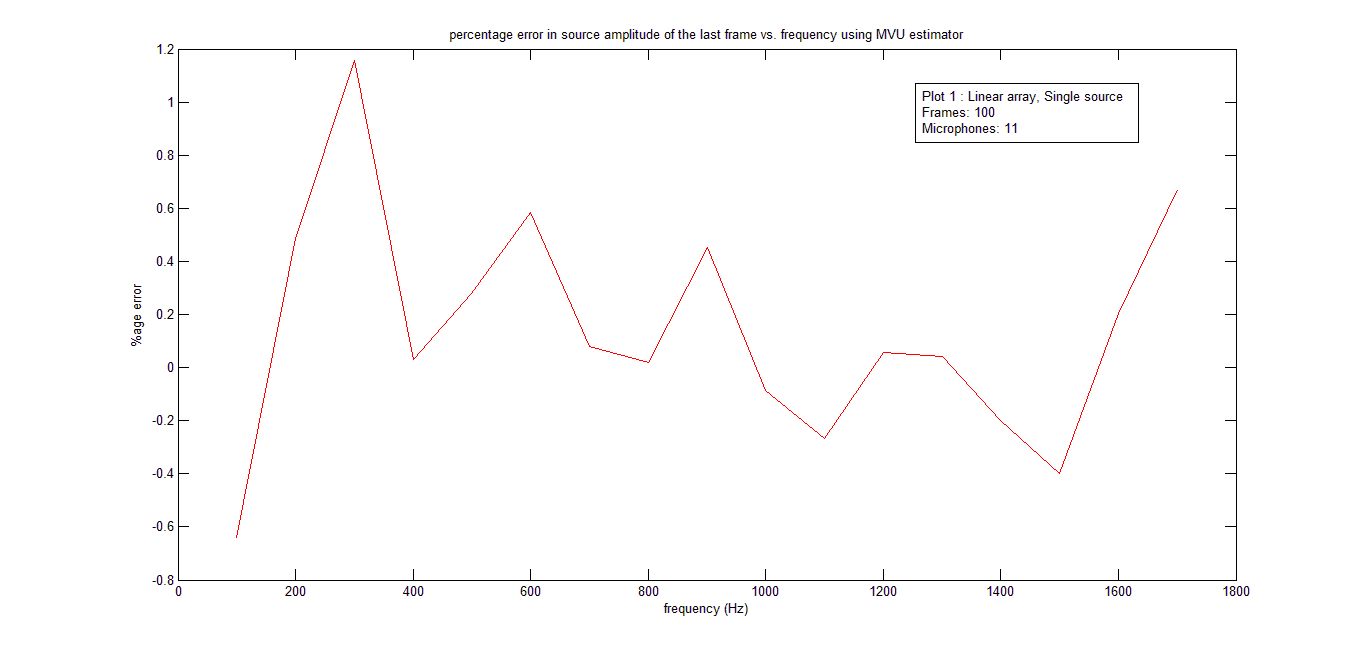 percentage error in source amplitude of the last frame vs. frequency using MVU estimator
1.2
1
0.8
0.6
0.4
0.2
0
-0.2
-0.4
-0.6
-0.8
%age error
Plot 1 : Linear array, Single source
Frames: 100
Microphones: 11
0 200 400 600 800 1000 1200 1400 1600 1800
frequency (Hz)